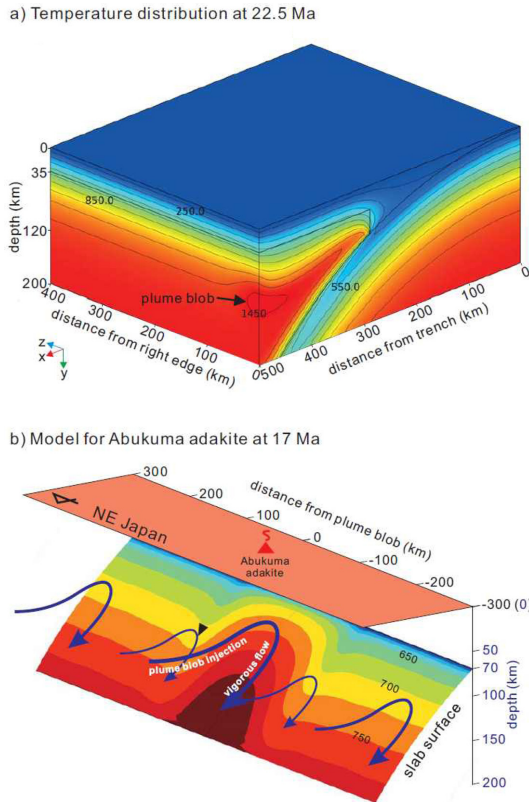 a) Temperature distribution at 22.5 Ma
0
35
120
200
depth (km)
850.0
250.0
550.0
1450
plume blob
400
300
200
100
0
distance from right edge (km)
500
400
300
200
100
0
distance from trench (km)
z
x
y
b) Model for Abukuma adakite at 17 Ma
300
200
100
0
-100
-200
-300 (0)
distance from plume blob (km)
NE Japan
Abukuma
adakite
plume blob injection
vigorous flow
650
700
750
50
70
100
150
200
depth (km)
slab surface